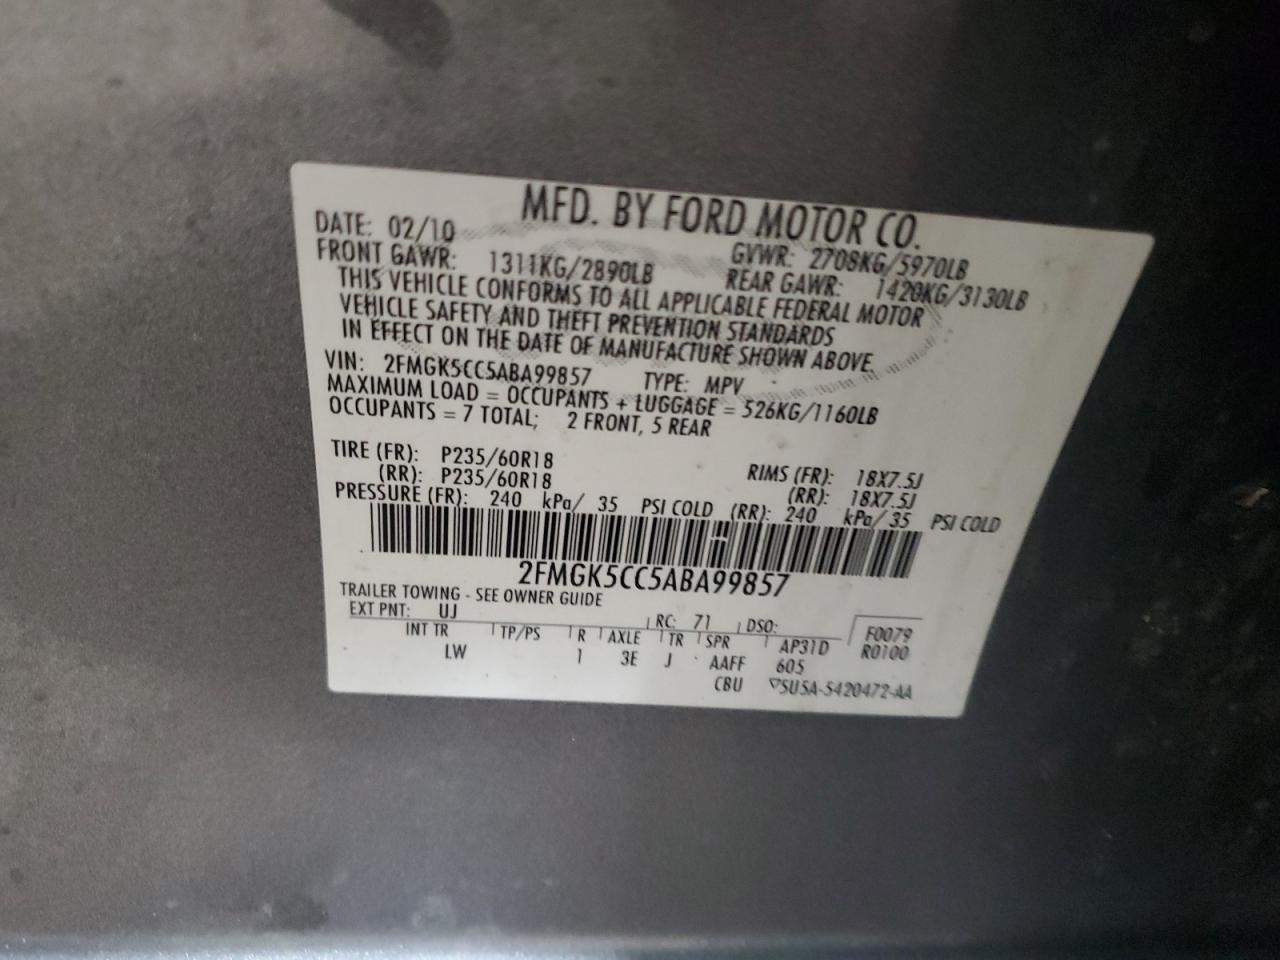 MFD. BY FORD MOTOR CO.
DATE: 02/10 GVWR: 2708KG/5970LB
FRONT GAWR: 1311KG/2890LB REAR GAWR: 1420KG/3130LB
THIS VEHICLE CONFORMS TO ALL APPLICABLE FEDERAL MOTOR
VEHICLE SAFETY AND THEFT PREVENTION STANDARDS
IN EFFECT ON THE DATE OF MANUFACTURE SHOWN ABOVE.
VIN: 2FMGK5CC5ABA99857 TYPE: MPV
MAXIMUM LOAD = OCCUPANTS + LUGGAGE = 526KG/1160LB
OCCUPANTS = 7 TOTAL; 2 FRONT, 5 REAR
TIRE (FR): P235/60R18 RIMS (FR): 18X7.5J
(RR): P235/60R18 (RR): 18X7.5J
PRESSURE (FR): 240 kPa/ 35 PSI COLD (RR): 240 kPa/ 35 PSI COLD
2FMGK5CC5ABA99857
TRAILER TOWING - SEE OWNER GUIDE
EXT PNT: UJ RC: 71 DSO: F0079
INT TR TP/PS R AXLE TR SPR AP31D R0100
LW 1 3E J AAFF 605
CBU 5U5A-5420472-AA